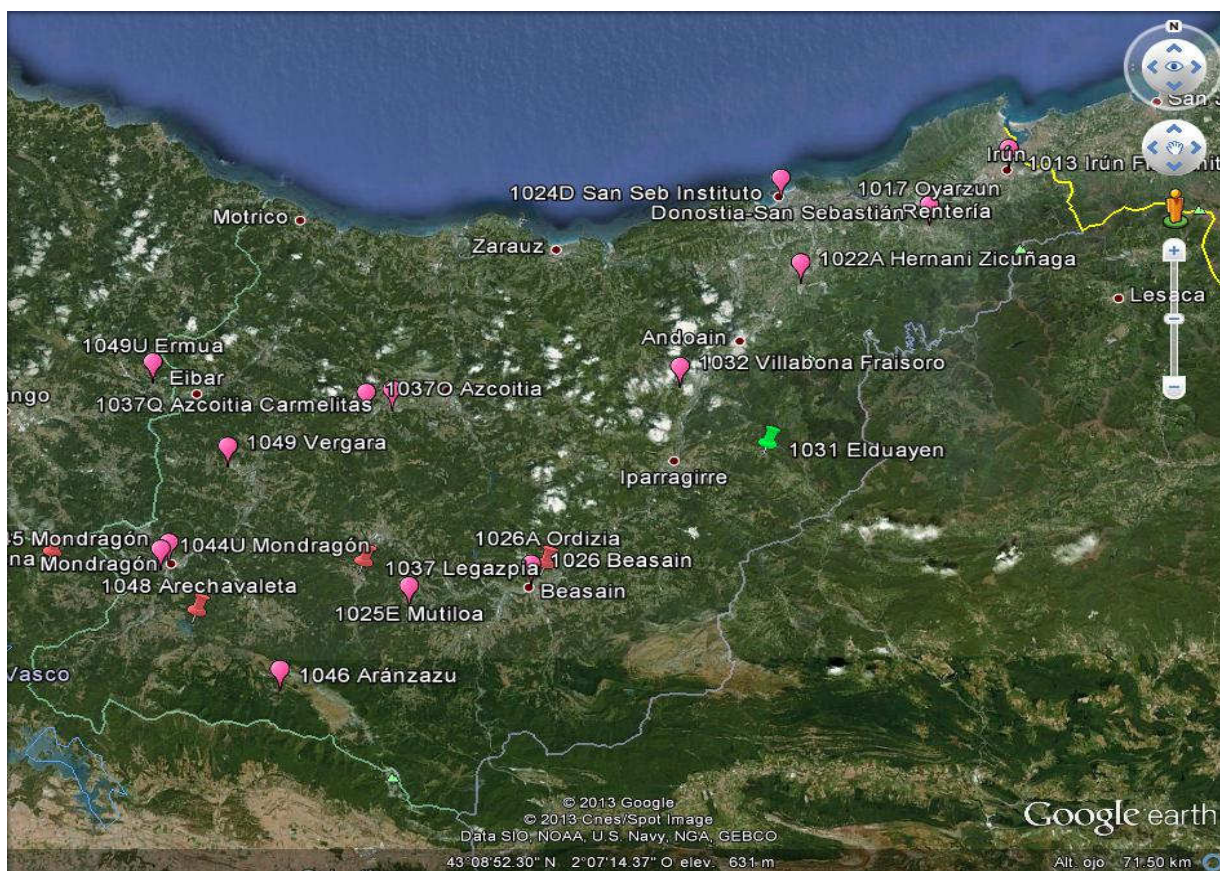 N
San S
Irún
1013 Irún F
1024D San Seb Instituto
1017 Oyarzun
Donostia-San Sebastián
Rentería
Motrico
Zarauz
1022A Hernani Zicuñaga
Lesaca
Andoain
1049U Ermua
1032 Villabona Fraisoro
Eibar
1037O Azcoitia
ango
1037Q Azcoitia Carmelitas
1049 Vergara
1031 Elduayen
Iparragirre
45 Mondragón
1044U Mondragón
1026A Ordizia
na
Mondragón
1037 Legazpia
1026 Beasain
1048 Arechavaleta
Beasain
1025E Mutiloa
1046 Aránzazu
Vasco
© 2013 Google
© 2013 Cnes/Spot Image
Data SIO, NOAA, U.S. Navy, NGA, GEBCO
Google earth
43°08'52.30" N 2°07'14.37" O elev. 631 m
Alt. ojo 71.50 km